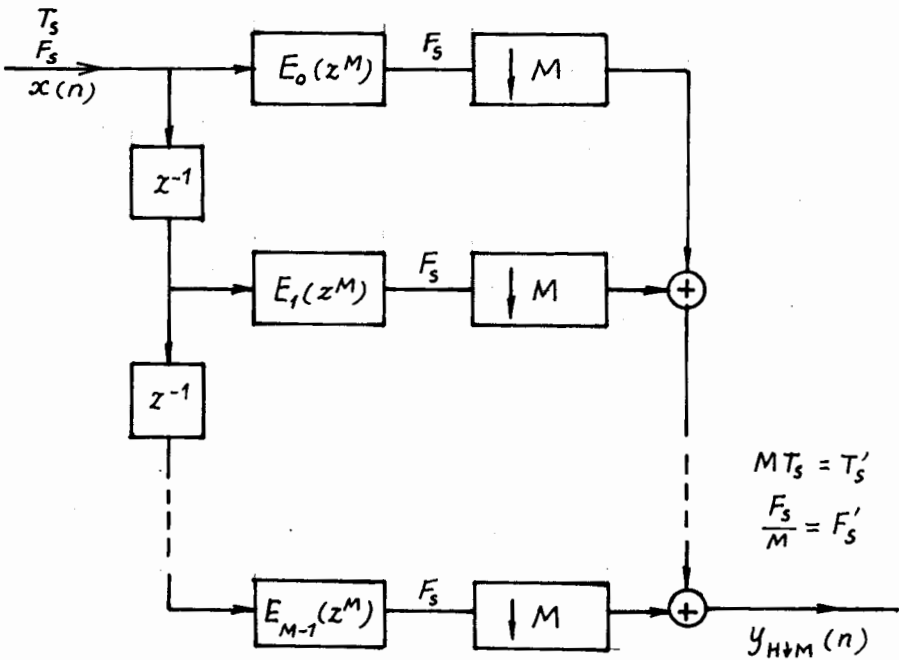 T_s
F_s
x(n)
E_0(z^M)
F_s
↓ M
z^{-1}
E_1(z^M)
F_s
↓ M
+
z^{-1}
MT_s = T_s'
F_s/M = F_s'
E_{M-1}(z^M)
F_s
↓ M
+
y_{H↓M}(n)